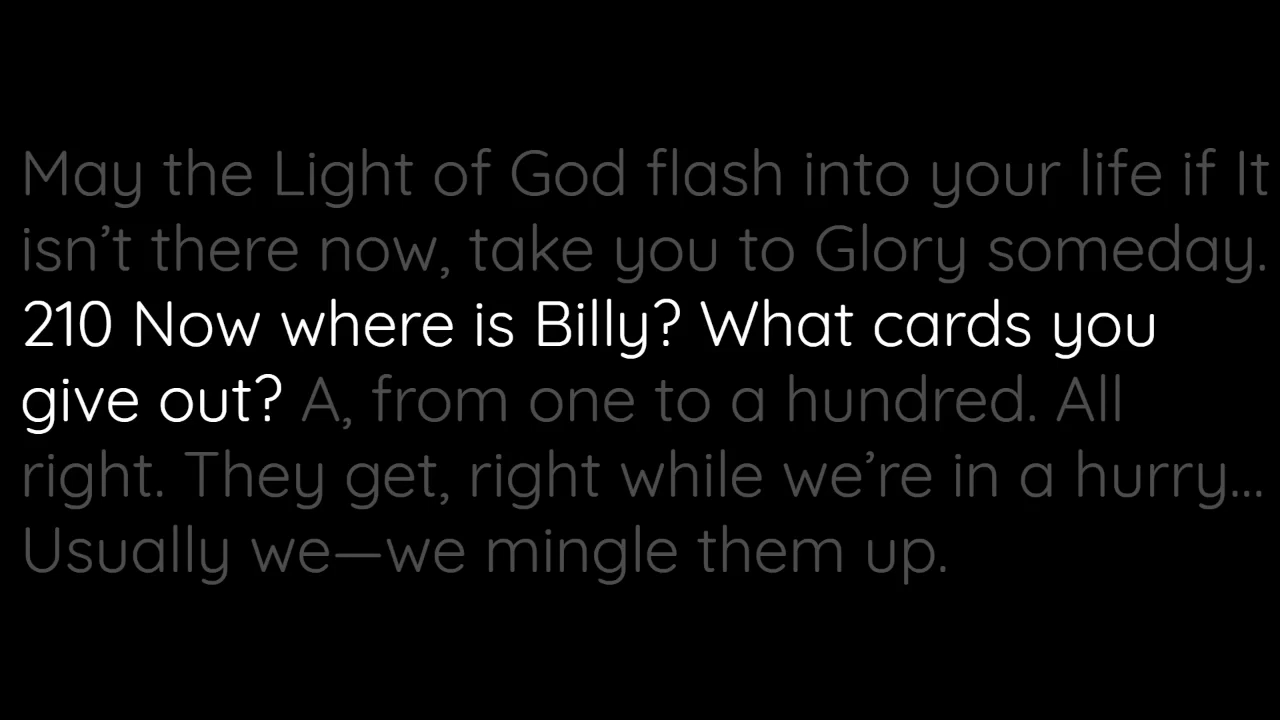 May the Light of God flash into your life if It
isn’t there now, take you to Glory someday.
210 Now where is Billy? What cards you
give out? A, from one to a hundred. All
right. They get, right while we’re in a hurry...
Usually we—we mingle them up.